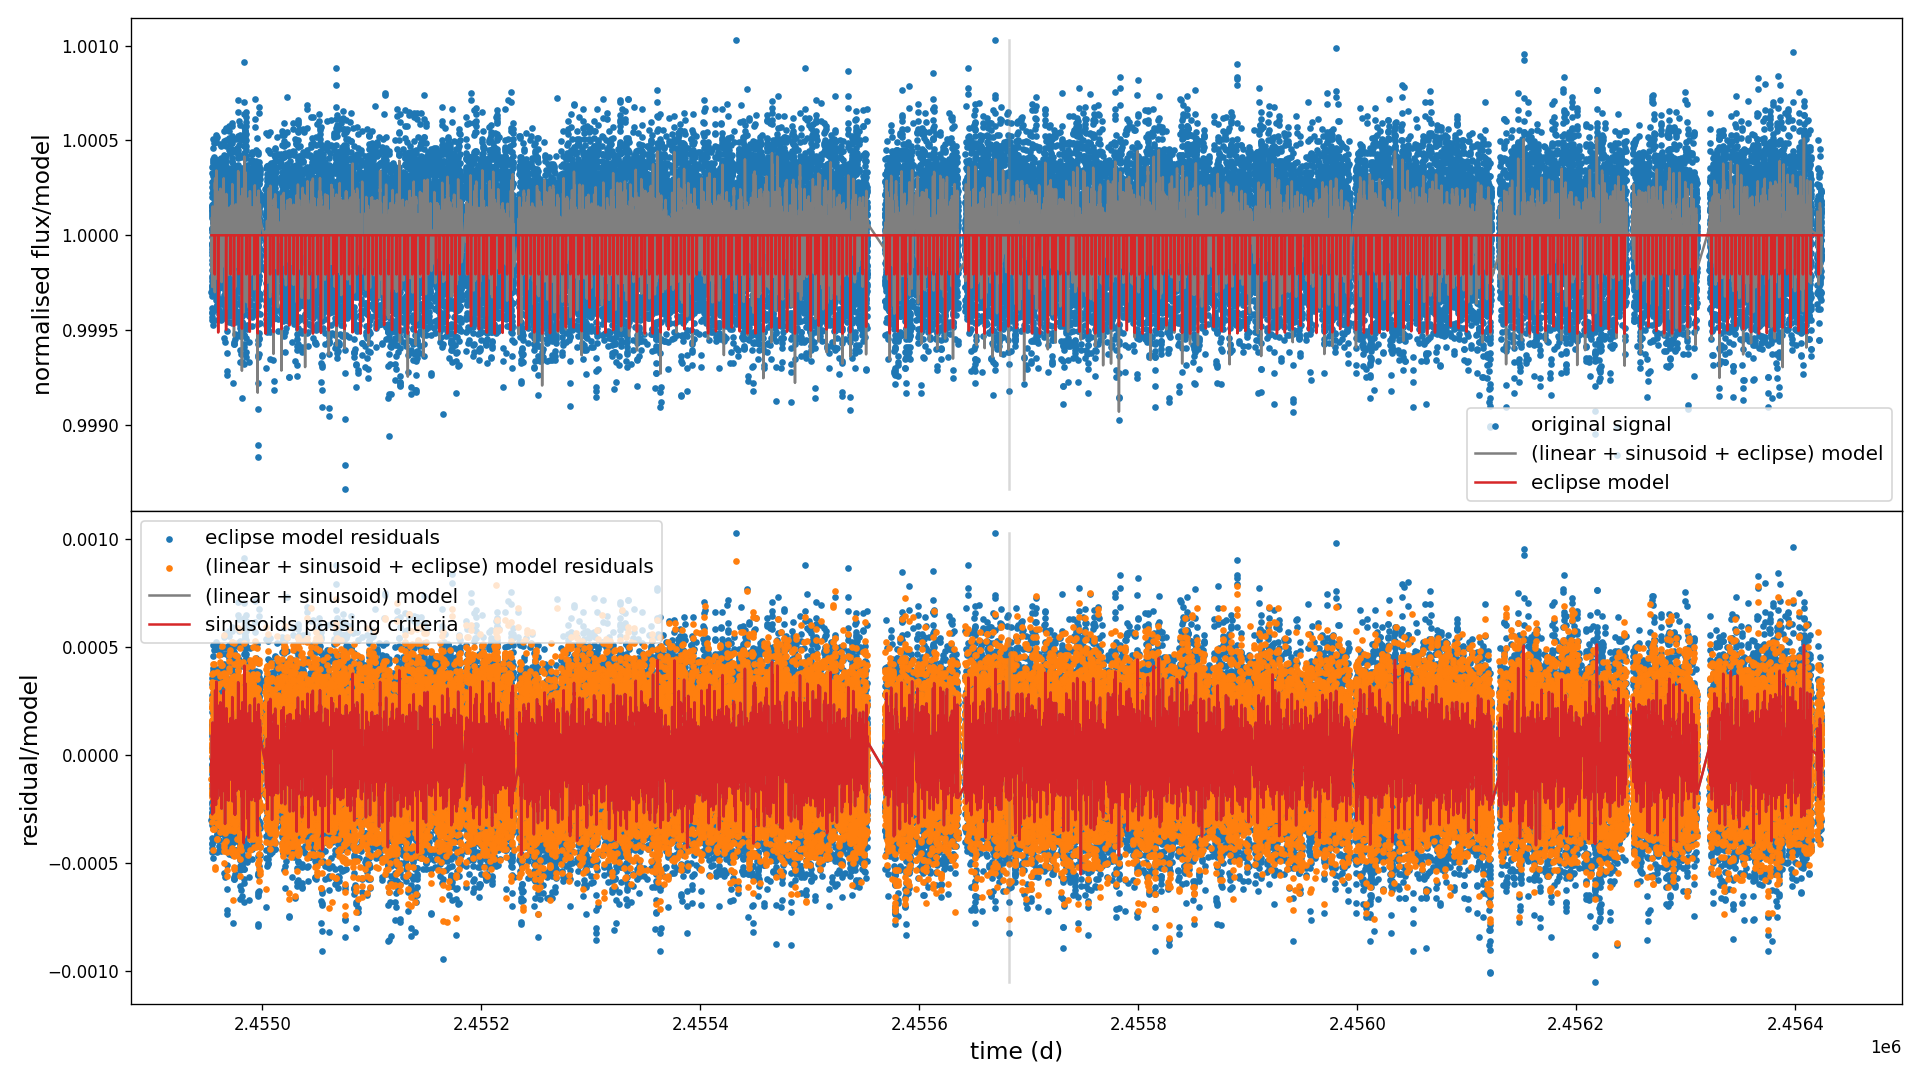 1.0010
1.0005
1.0000
0.9995
0.9990
normalised flux/model
original signal
(linear + sinusoid + eclipse) model
eclipse model
0.0010
0.0005
0.0000
−0.0005
−0.0010
residual/model
eclipse model residuals
(linear + sinusoid + eclipse) model residuals
(linear + sinusoid) model
sinusoids passing criteria
2.4550
2.4552
2.4554
2.4556
2.4558
2.4560
2.4562
2.4564
time (d)
1e6